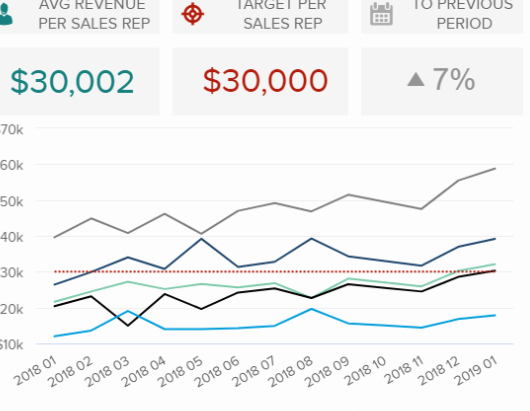 AVG REVENUE
PER SALES REP
TARGET PER
SALES REP
TO PREVIOUS
PERIOD
$30,002
$30,000
▲ 7%
$70k
60k
50k
40k
30k
20k
$10k
2018 01
2018 02
2018 03
2018 04
2018 05
2018 06
2018 07
2018 08
2018 09
2018 10
2018 11
2018 12
2019 01